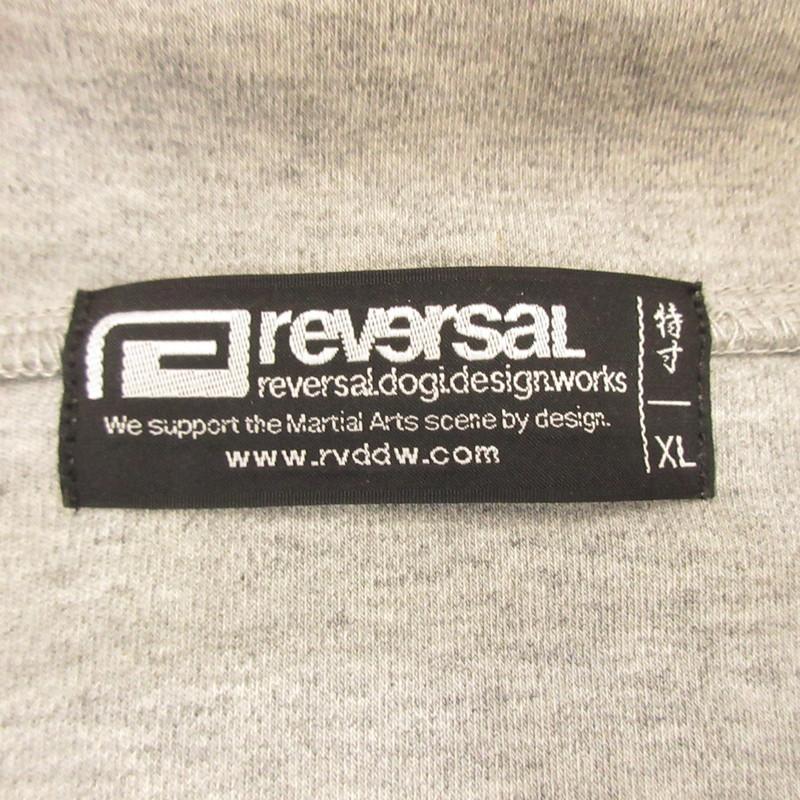 reversal
reversal.dogi.design.works
We support the Martial Arts scene by design.
www.rvddw.com
特寸
XL